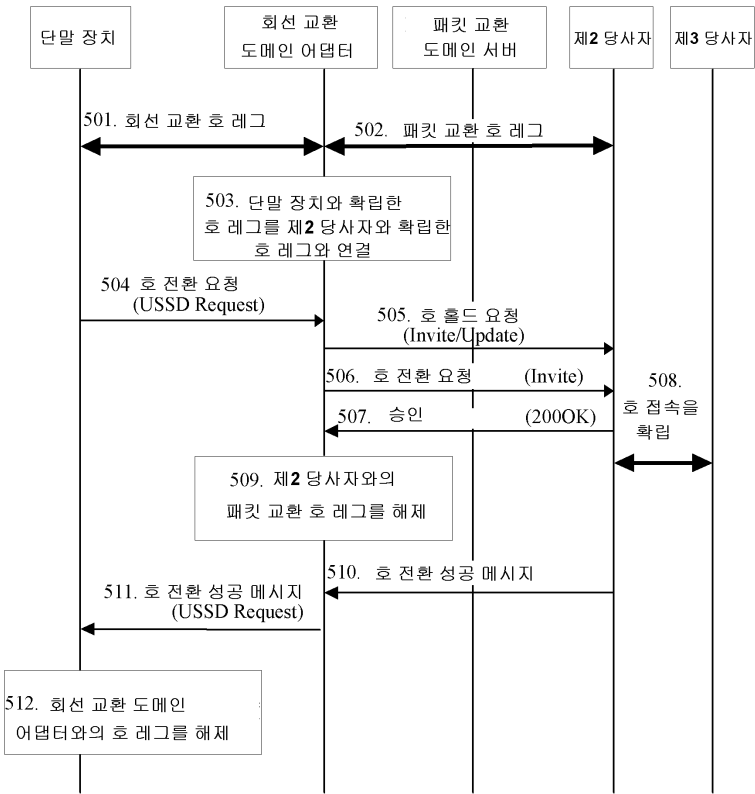 단말 장치
회선 교환
도메인 어댑터
패킷 교환
도메인 서버
제2 당사자
제3 당사자
501. 회선 교환 호 레그
502. 패킷 교환 호 레그
503. 단말 장치와 확립한
호 레그를 제2 당사자와 확립한
호 레그와 연결
504 호 전환 요청
(USSD Request)
505. 호 홀드 요청
(Invite/Update)
506. 호 전환 요청 (Invite)
507. 승인 (200OK)
508.
호 접속을
확립
509. 제2 당사자와의
패킷 교환 호 레그를 해제
510. 호 전환 성공 메시지
511. 호 전환 성공 메시지
(USSD Request)
512. 회선 교환 도메인
어댑터와의 호 레그를 해제